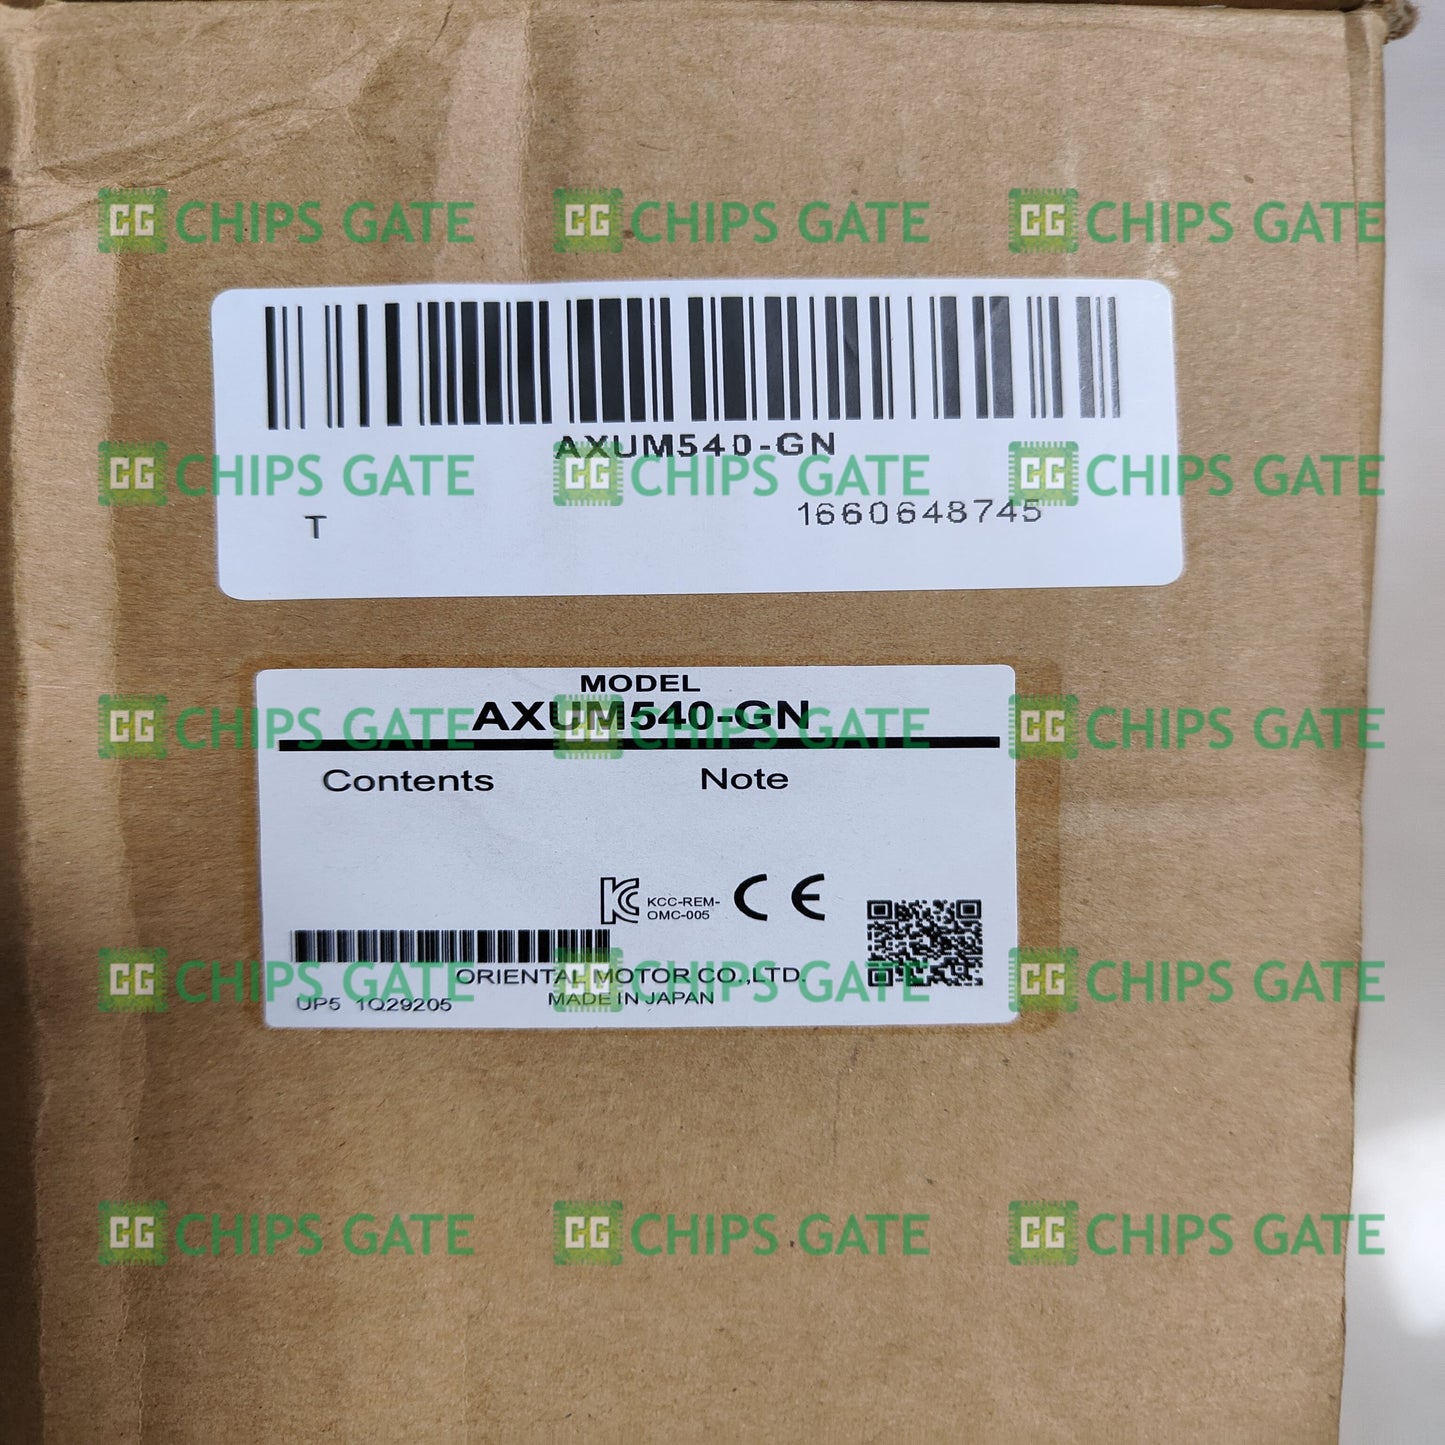 CG CHIPS GATE CG CHIPS GATE CG CHIPS GATE
AXUM540-GN
CG CHIPS GATE CG CHIPS GATE CG CHIPS GATE
T 1660648745
MODEL
AXUM540-GN
CG CHIPS GATE CG CHIPS GATE CG CHIPS GATE
Contents Note
KCC-REM-
OMC-005
CE
ORIENTAL MOTOR CO.,LTD.
CG CHIPS GATE CG CHIPS GATE CG CHIPS GATE
UP5 1Q29205 MADE IN JAPAN
CG CHIPS GATE CG CHIPS GATE CG CHIPS GATE